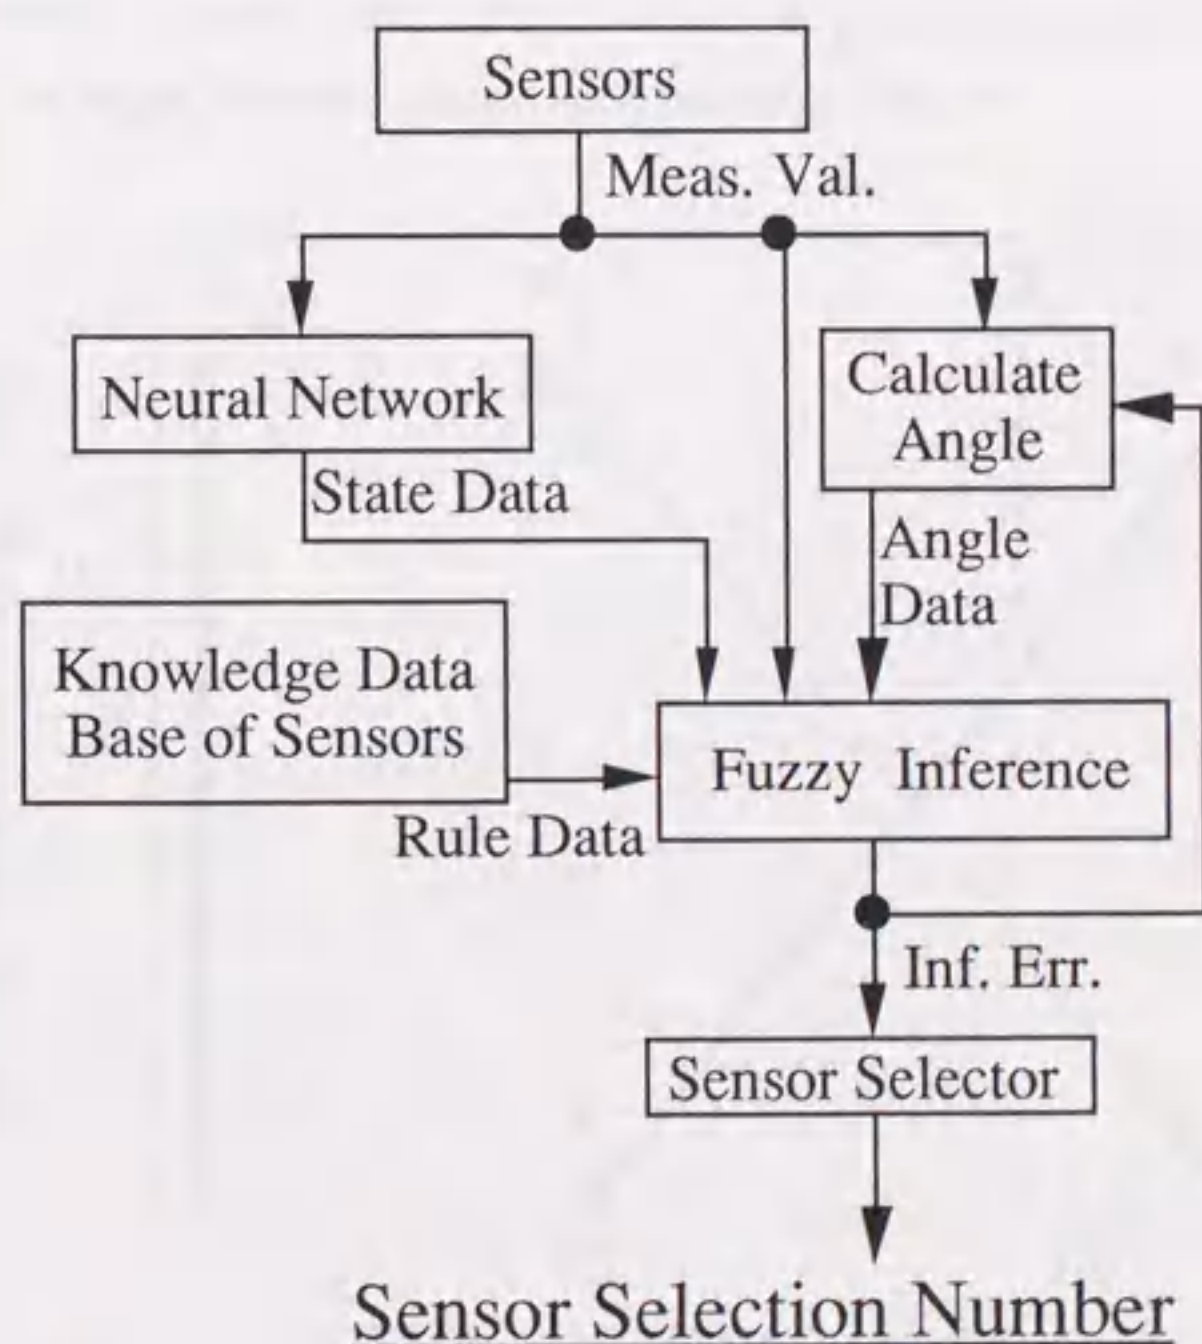 Sensors
Meas. Val.
Neural Network
Calculate
Angle
State Data
Angle
Data
Knowledge Data
Base of Sensors
Fuzzy Inference
Rule Data
Inf. Err.
Sensor Selector
Sensor Selection Number